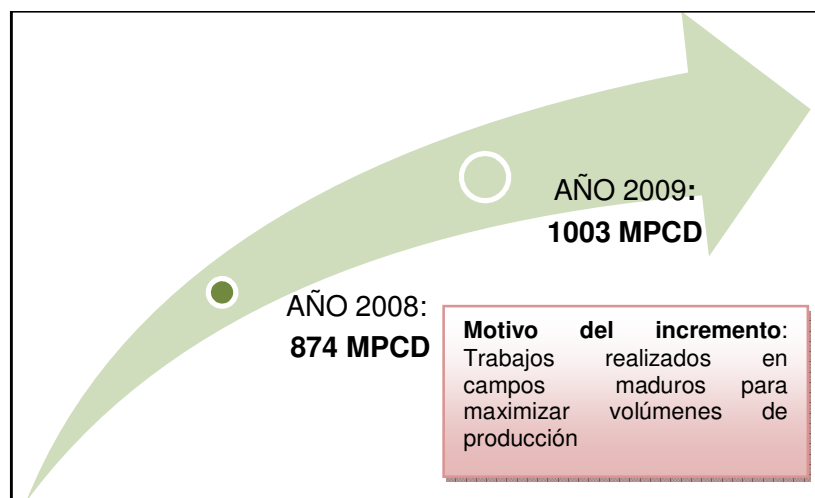 AÑO 2009:
1003 MPCD
AÑO 2008:
874 MPCD
Motivo del incremento:
Trabajos realizados en
campos maduros para
maximizar volúmenes de
producción